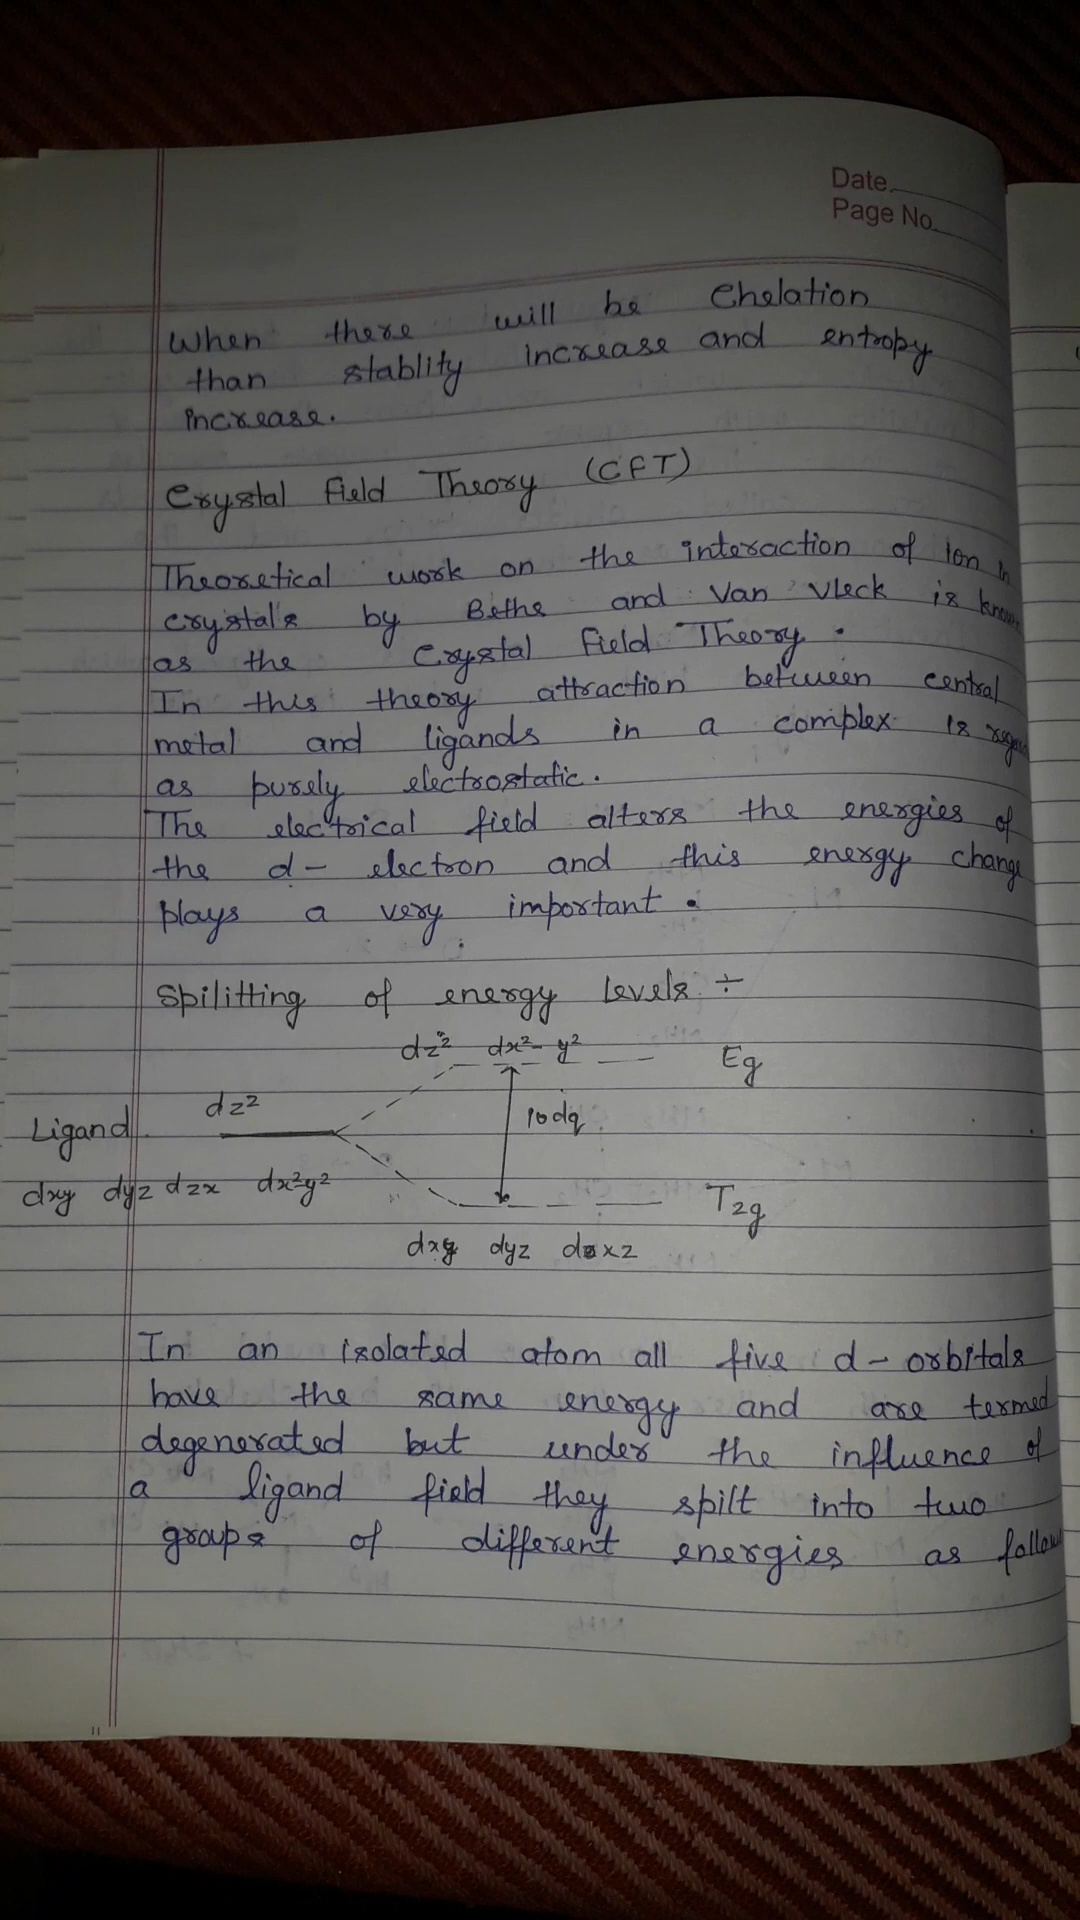 Date
Page No.
When there will be Chelation
than stablity increase and entropy
increase.
Crystal Field Theory (CFT)
Theoretical work on the interaction of Ion in
crystal's by Bethe and Van Vleck is known
as the Crystal Field Theory.
In this theory attraction between central
metal and ligands in a complex is
as purely electrostatic.
The electrical field alters the energies of
the d- electron and this energy change
plays a very important.
Spilitting of energy levels ÷
dz² dx²-y² Eg
dz²
Ligand 10dq
dxy dyz dzx dx²y²
T2g
dxy dyz dxz
In an isolated atom all five d- orbitals
have the same energy and are termed
degenerated but under the influence of
a ligand field they spilt into two
groups of different energies as follow